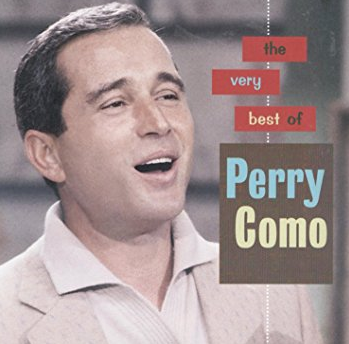 the
very
best of
Perry
Como